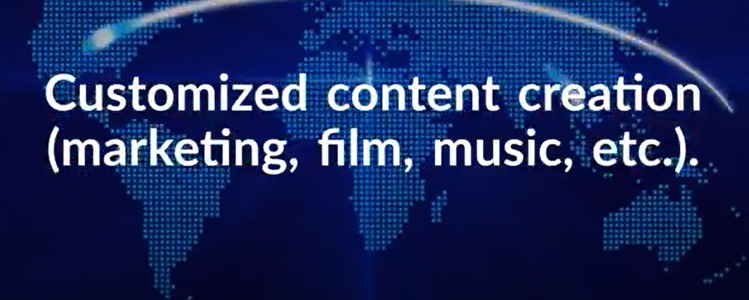 Customized content creation
(marketing, film, music, etc.).